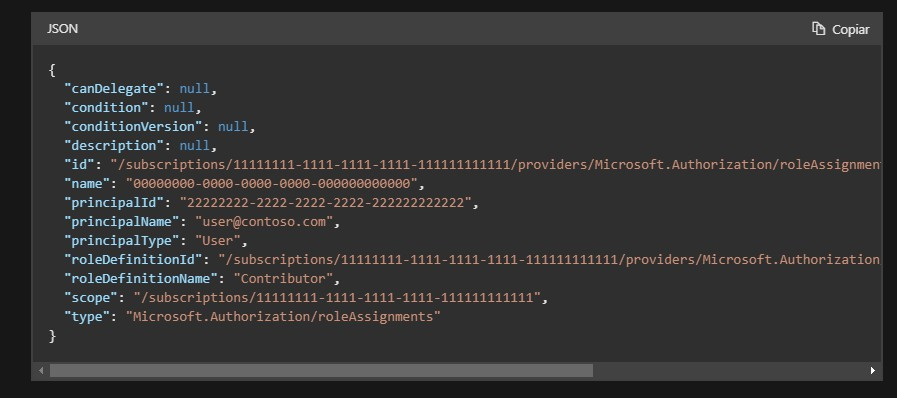 JSON
Copiar
{
  "canDelegate": null,
  "condition": null,
  "conditionVersion": null,
  "description": null,
  "id": "/subscriptions/11111111-1111-1111-1111-111111111111/providers/Microsoft.Authorization/roleAssignmen
  "name": "00000000-0000-0000-0000-000000000000",
  "principalId": "22222222-2222-2222-2222-222222222222",
  "principalName": "user@contoso.com",
  "principalType": "User",
  "roleDefinitionId": "/subscriptions/11111111-1111-1111-1111-111111111111/providers/Microsoft.Authorization
  "roleDefinitionName": "Contributor",
  "scope": "/subscriptions/11111111-1111-1111-1111-111111111111",
  "type": "Microsoft.Authorization/roleAssignments"
}